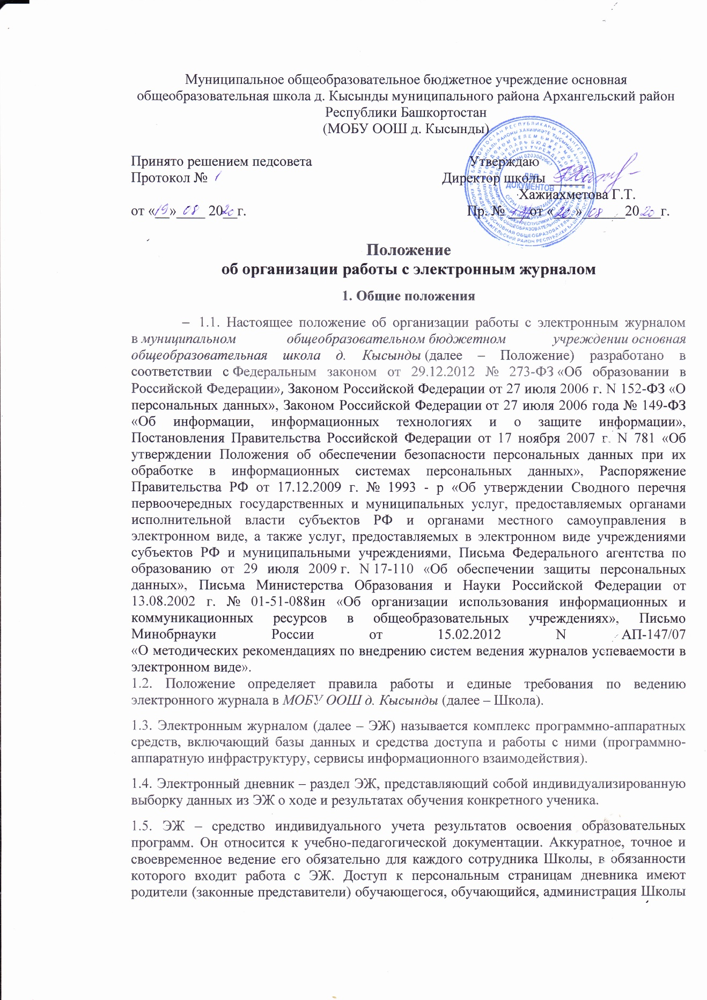 Муниципальное общеобразовательное бюджетное учреждение основная
общеобразовательная школа д. Кысынды муниципального района Архангельский район
Республики Башкортостан
(МОБУ ООШ д. Кысынды)
Принято решением педсовета Утверждаю
Протокол № 1 Директор школы _____
Хажиахметова Г.Т.
от «19» 08 2020г. Пр. № ___от «20» 08 2020 г.
ИНН 0203002067
ДЛЯ
ДОКУМЕНТОВ
Положение
об организации работы с электронным журналом
1. Общие положения
– 1.1. Настоящее положение об организации работы с электронным журналом
в муниципальном общеобразовательном бюджетном учреждении основная
общеобразовательная школа д. Кысынды (далее – Положение) разработано в
соответствии с Федеральным законом от 29.12.2012 № 273-ФЗ «Об образовании в
Российской Федерации», Законом Российской Федерации от 27 июля 2006 г. N 152-ФЗ «О
персональных данных», Законом Российской Федерации от 27 июля 2006 года № 149-ФЗ
«Об информации, информационных технологиях и о защите информации»,
Постановления Правительства Российской Федерации от 17 ноября 2007 г. N 781 «Об
утверждении Положения об обеспечении безопасности персональных данных при их
обработке в информационных системах персональных данных», Распоряжение
Правительства РФ от 17.12.2009 г. № 1993 - р «Об утверждении Сводного перечня
первоочередных государственных и муниципальных услуг, предоставляемых органами
исполнительной власти субъектов РФ и органами местного самоуправления в
электронном виде, а также услуг, предоставляемых в электронном виде учреждениями
субъектов РФ и муниципальными учреждениями, Письма Федерального агентства по
образованию от 29 июля 2009 г. N 17-110 «Об обеспечении защиты персональных
данных», Письма Министерства Образования и Науки Российской Федерации от
13.08.2002 г. № 01-51-088ин «Об организации использования информационных и
коммуникационных ресурсов в общеобразовательных учреждениях», Письмо
Минобрнауки России от 15.02.2012 N АП-147/07
«О методических рекомендациях по внедрению систем ведения журналов успеваемости в
электронном виде».
1.2. Положение определяет правила работы и единые требования по ведению
электронного журнала в МОБУ ООШ д. Кысынды (далее – Школа).
1.3. Электронным журналом (далее – ЭЖ) называется комплекс программно-аппаратных
средств, включающий базы данных и средства доступа и работы с ними (программно-
аппаратную инфраструктуру, сервисы информационного взаимодействия).
1.4. Электронный дневник – раздел ЭЖ, представляющий собой индивидуализированную
выборку данных из ЭЖ о ходе и результатах обучения конкретного ученика.
1.5. ЭЖ – средство индивидуального учета результатов освоения образовательных
программ. Он относится к учебно-педагогической документации. Аккуратное, точное и
своевременное ведение его обязательно для каждого сотрудника Школы, в обязанности
которого входит работа с ЭЖ. Доступ к персональным страницам дневника имеют
родители (законные представители) обучающегося, обучающийся, администрация Школы